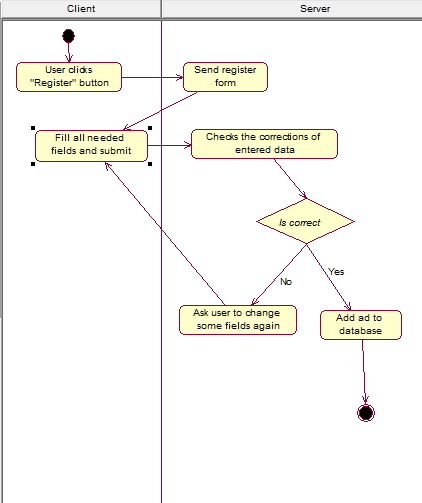 Client
Server
User clicks
"Register" button
Send register
form
Fill all needed
fields and submit
Checks the corrections of
entered data
Is correct
No
Yes
Ask user to change
some fields again
Add ad to
database